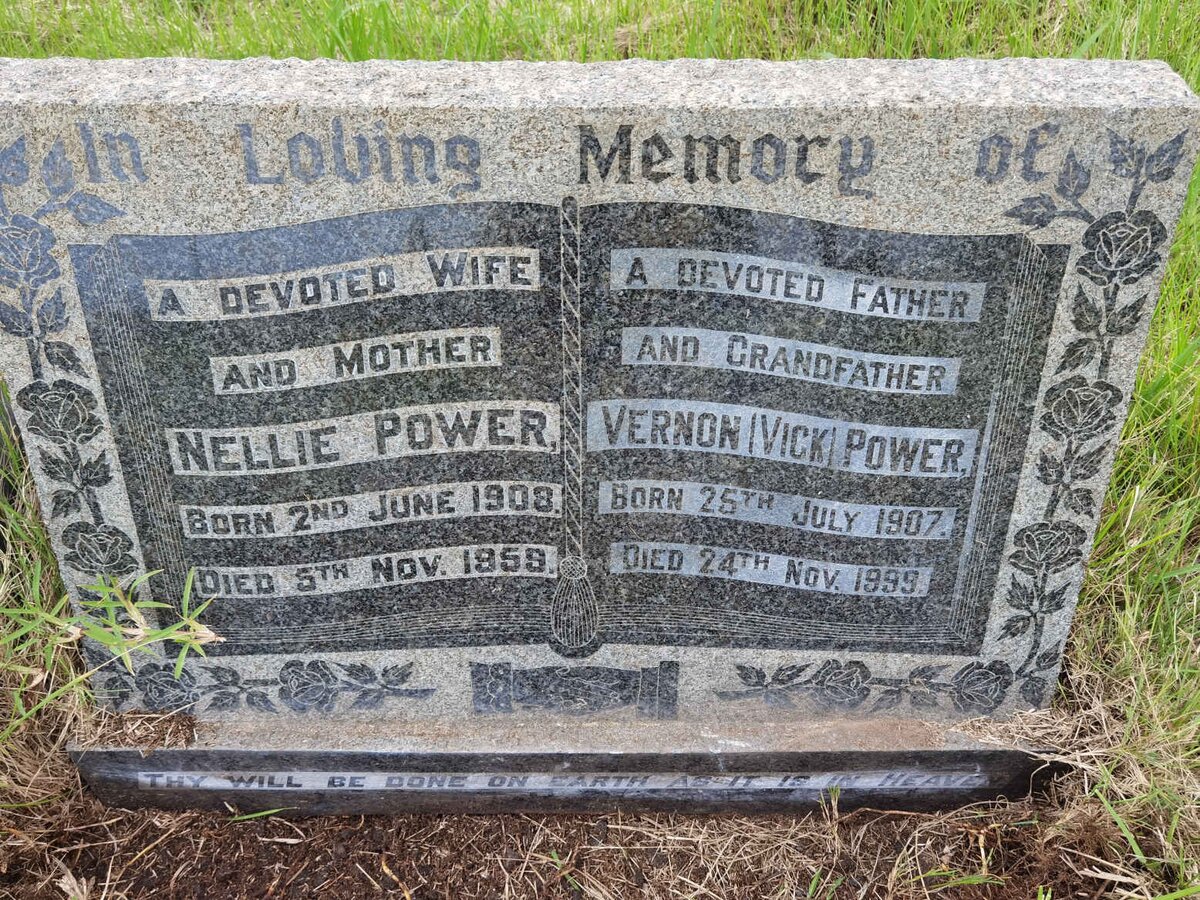 In Loving Memory of
A DEVOTED WIFE
AND MOTHER
NELLIE POWER,
BORN 2ND JUNE 1908.
DIED 5TH NOV. 1959.
A DEVOTED FATHER
AND GRANDFATHER
VERNON (VICK) POWER,
BORN 25TH JULY 1907.
DIED 24TH NOV. 1999.
THY WILL BE DONE ON EARTH AS IT IS IN HEAVE